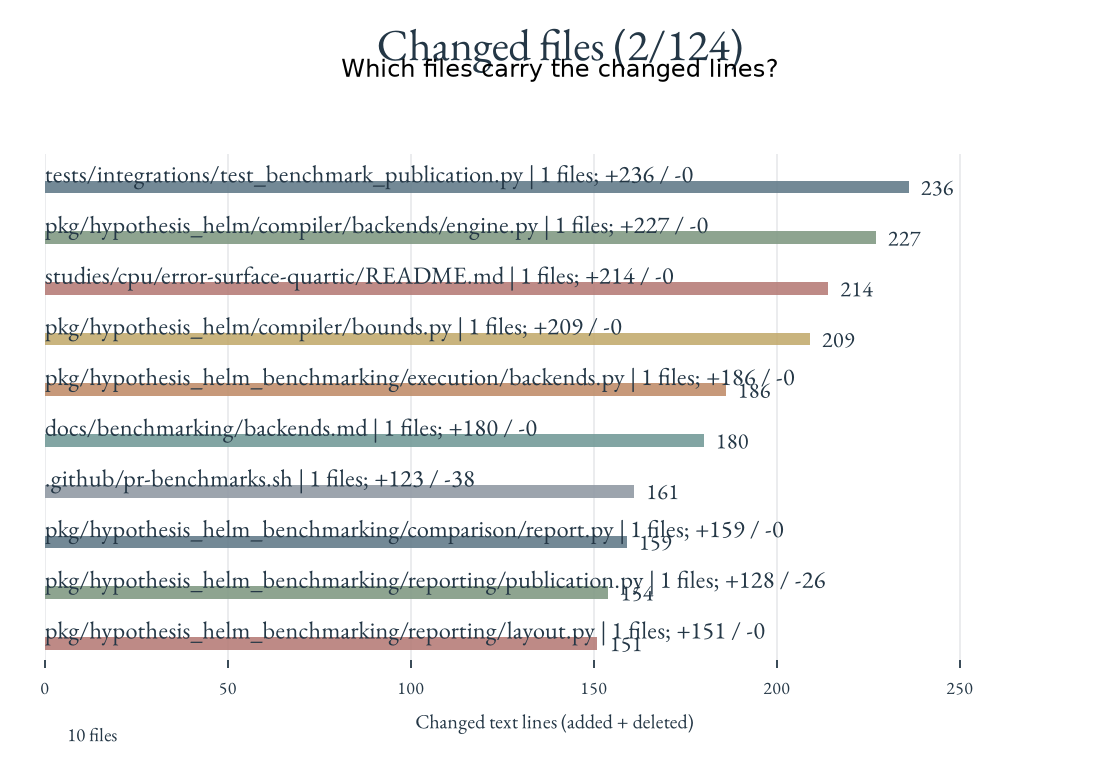 Changed files (2/124)
Which files carry the changed lines?
tests/integrations/test_benchmark_publication.py | 1 files; +236 / -0
236
pkg/hypothesis_helm/compiler/backends/engine.py | 1 files; +227 / -0
227
studies/cpu/error-surface-quartic/README.md | 1 files; +214 / -0
214
pkg/hypothesis_helm/compiler/bounds.py | 1 files; +209 / -0
209
pkg/hypothesis_helm_benchmarking/execution/backends.py | 1 files; +186 / -0
186
docs/benchmarking/backends.md | 1 files; +180 / -0
180
.github/pr-benchmarks.sh | 1 files; +123 / -38
161
pkg/hypothesis_helm_benchmarking/comparison/report.py | 1 files; +159 / -0
159
pkg/hypothesis_helm_benchmarking/reporting/publication.py | 1 files; +128 / -26
154
pkg/hypothesis_helm_benchmarking/reporting/layout.py | 1 files; +151 / -0
151
0 50 100 150 200 250
Changed text lines (added + deleted)
10 files